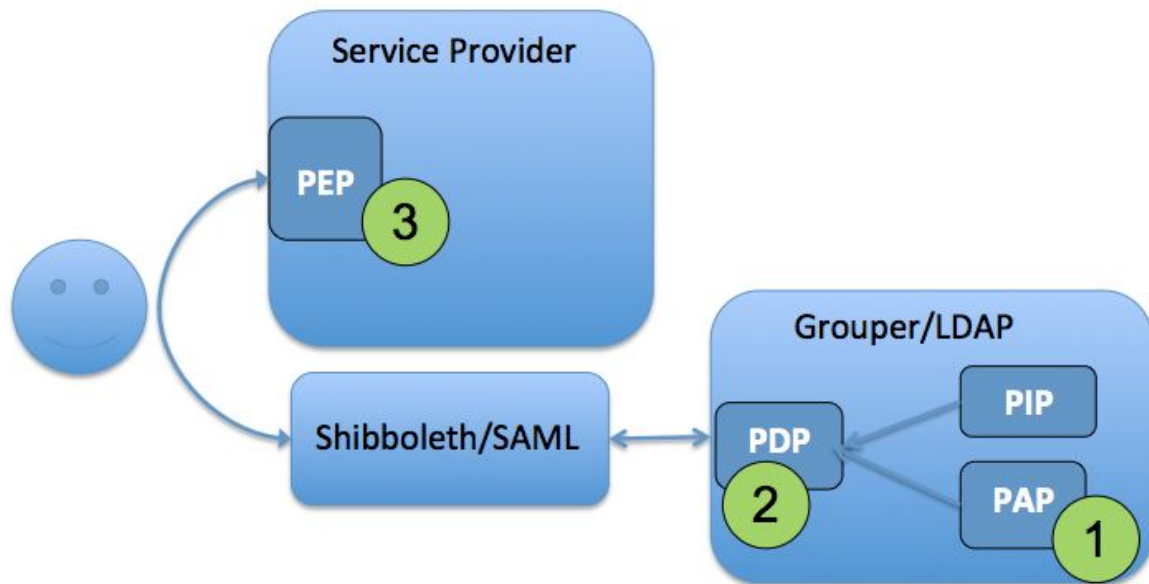 Service Provider
PEP
3
Grouper/LDAP
Shibboleth/SAML
PDP
2
PIP
PAP
1